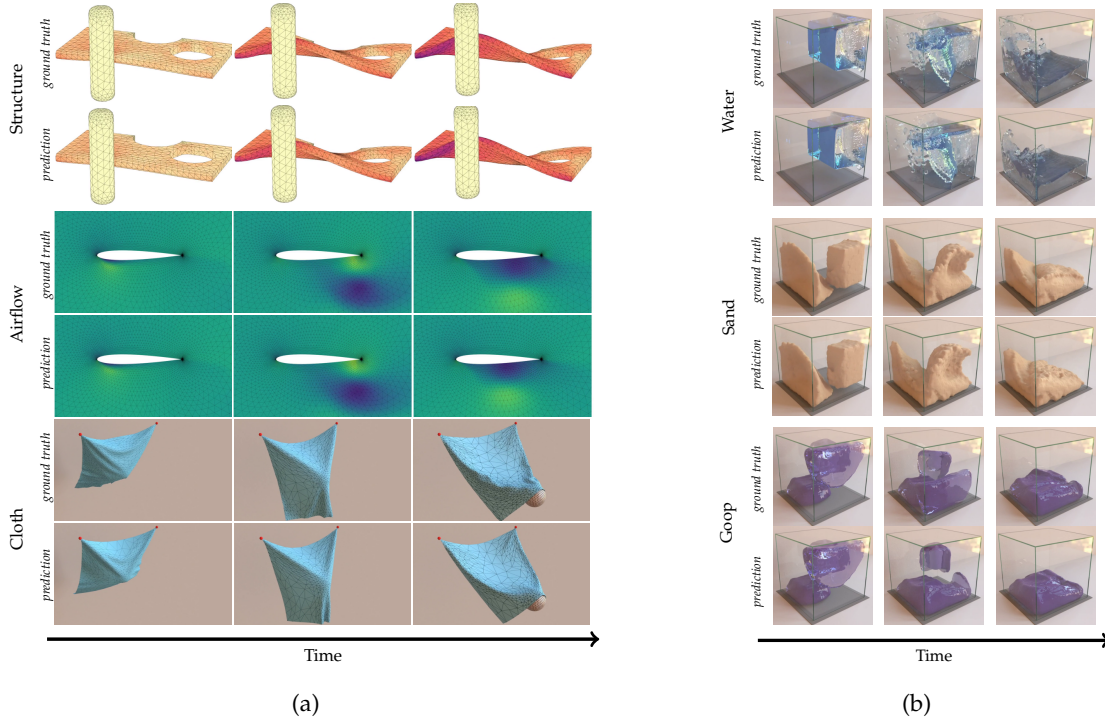 Structure
ground truth
prediction
Airflow
ground truth
prediction
Cloth
ground truth
prediction
Time
(a)
Water
ground truth
prediction
Sand
ground truth
prediction
Goop
ground truth
prediction
Time
(b)